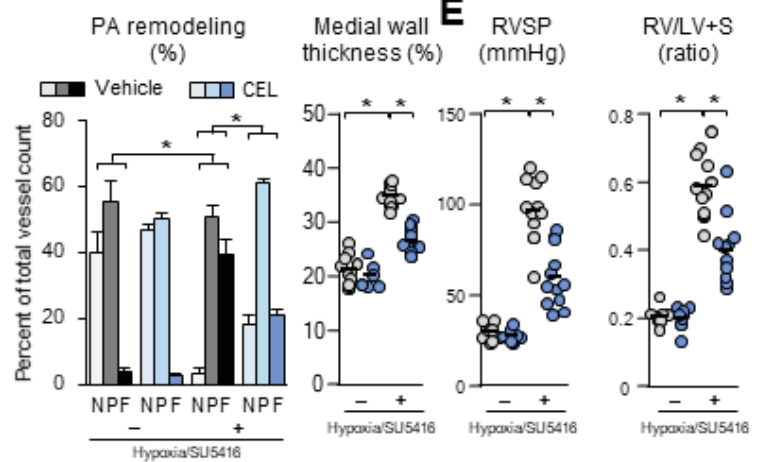 E
PA remodeling
(%)
Vehicle
CEL
Percent of total vessel count
80
60
40
20
0
*
*
N P F N P F N P F N P F
– +
Hypoxia/SU5416
Medial wall
thickness (%)
50
40
30
20
10
0
* *
– +
Hypoxia/SU5416
RVSP
(mmHg)
150
100
50
0
* *
– +
Hypoxia/SU5416
RV/LV+S
(ratio)
0.8
0.6
0.4
0.2
0
* *
– +
Hypoxia/SU5416